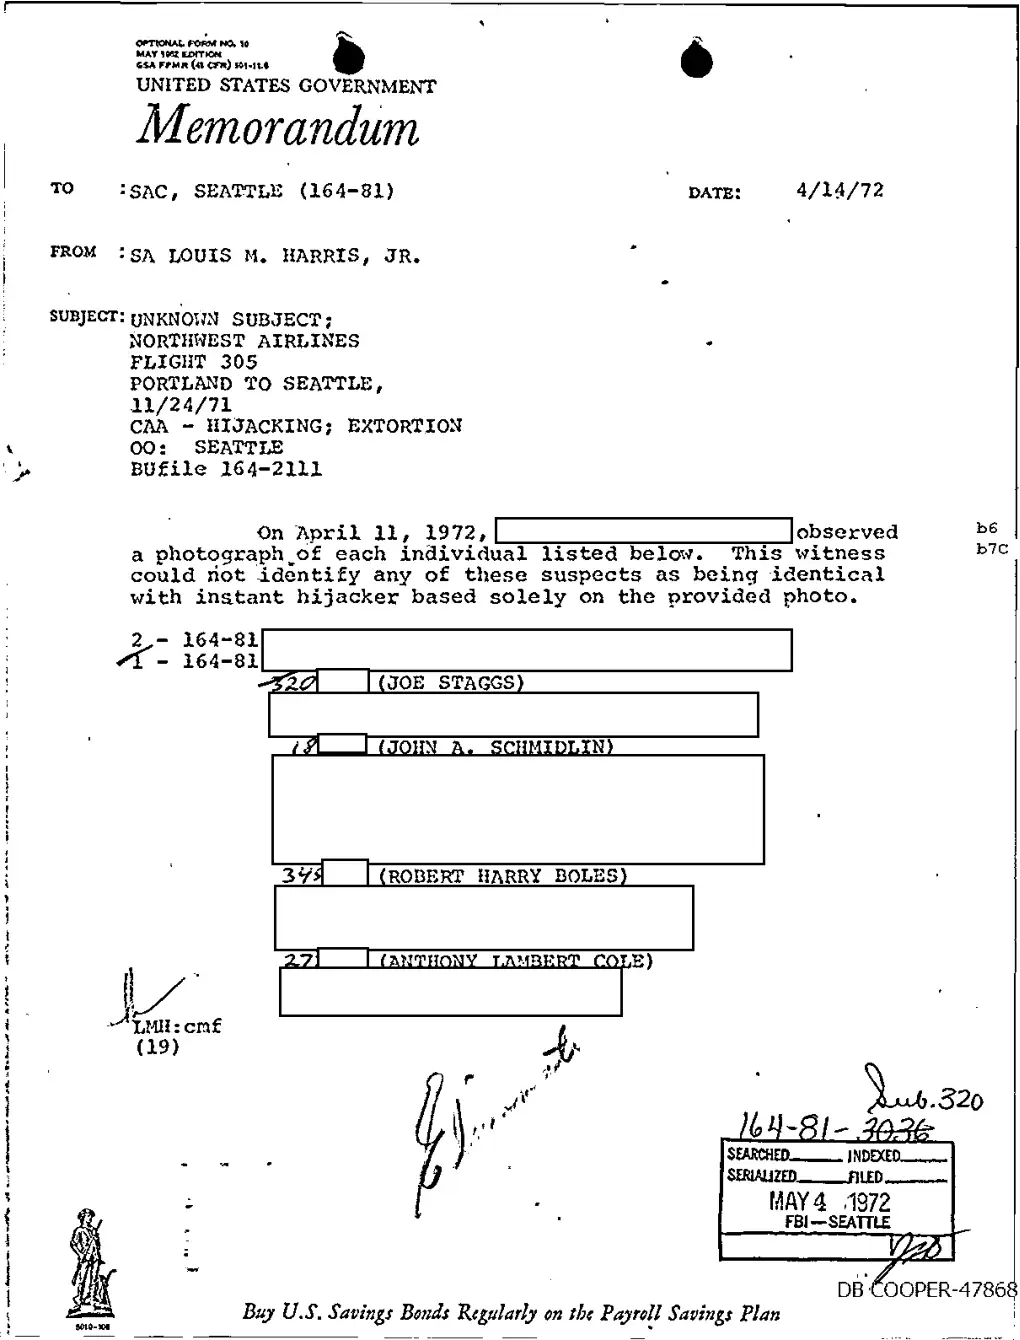 OPTIONAL FORM NO. 10
MAY 1962 EDITION
GSA FPMR (41 CFR) 101-11.6
UNITED STATES GOVERNMENT
Memorandum
TO : SAC, SEATTLE (164-81) DATE: 4/14/72
FROM : SA LOUIS M. HARRIS, JR.
SUBJECT: UNKNOWN SUBJECT;
NORTHWEST AIRLINES
FLIGHT 305
PORTLAND TO SEATTLE,
11/24/71
CAA - HIJACKING; EXTORTION
OO: SEATTLE
BUfile 164-2111
On April 11, 1972, observed b6
a photograph of each individual listed below. This witness b7C
could not identify any of these suspects as being identical
with instant hijacker based solely on the provided photo.
2 - 164-81
1 - 164-81
320 (JOE STAGGS)
18 (JOHN A. SCHMIDLIN)
348 (ROBERT HARRY BOLES)
27 (ANTHONY LAMBERT COLE)
LMH:cmf
(19)
Sub. 320
164-81-3036
SEARCHED INDEXED
SERIALIZED FILED
MAY 4 1972
FBI—SEATTLE
DB COOPER-47868
Buy U.S. Savings Bonds Regularly on the Payroll Savings Plan
5010-108